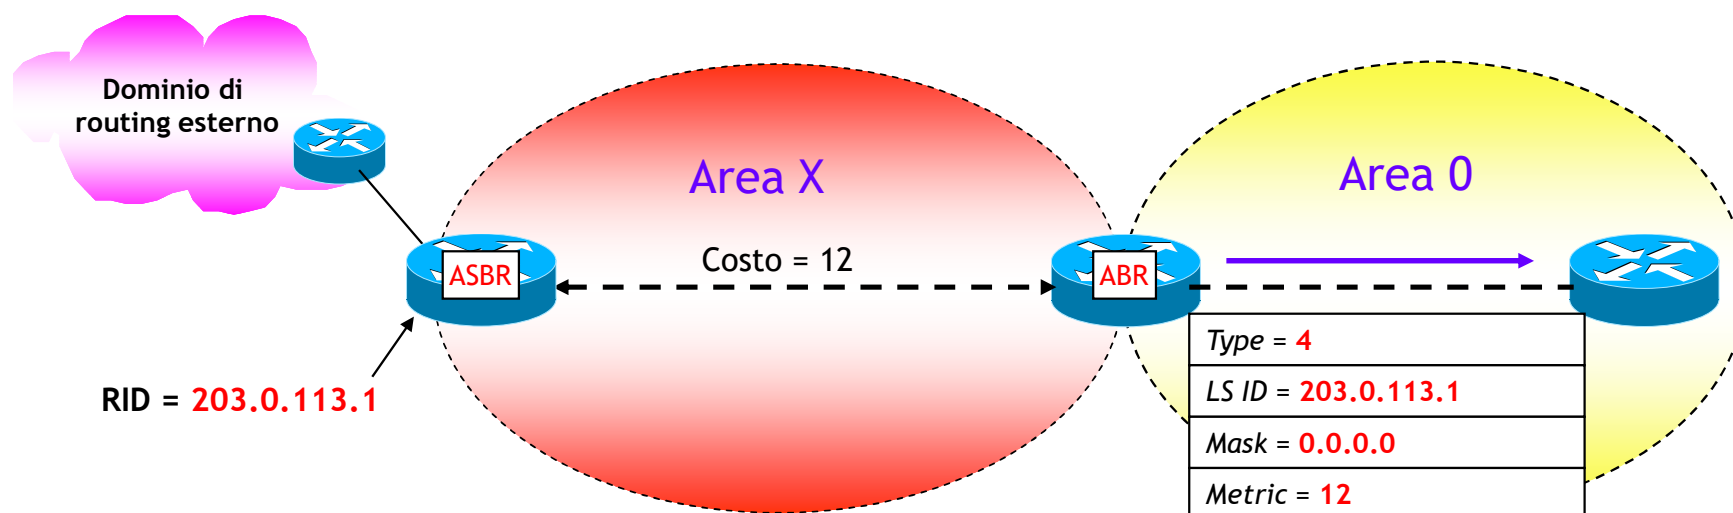 Dominio di
routing esterno
Area X
Area 0
ASBR
Costo = 12
ABR
RID = 203.0.113.1
Type = 4
LS ID = 203.0.113.1
Mask = 0.0.0.0
Metric = 12